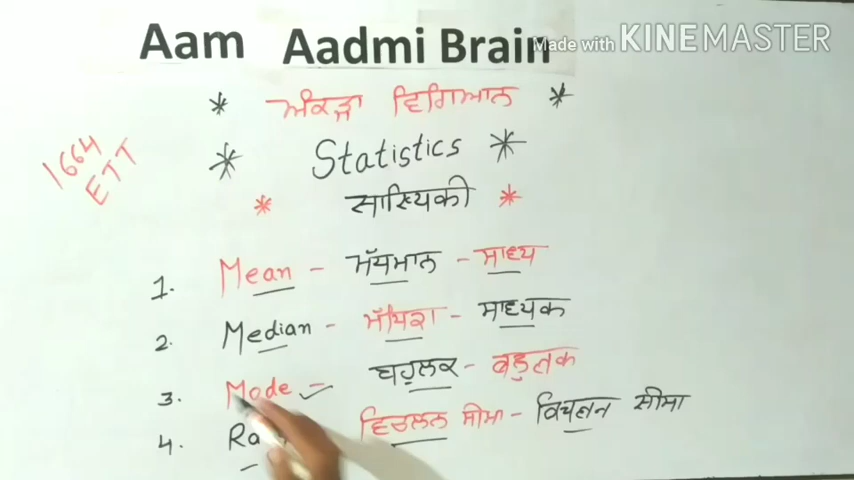 Aam Aadmi Brain
Made with KINEMASTER
* ਅੰਕੜਾ ਵਿਗਿਆਨ *
1664 ETT
* Statistics *
* साख्यिकी *
1. Mean - ਮੱਧਮਾਨ - साध्य
2. Median - ਮੱਧਿਕਾ - माध्यक
3. Mode - ਬਹੁਲਕ - बहुलक
4. ਵਿਚਲਨ ਸੀਮਾ - विचलन सीमा